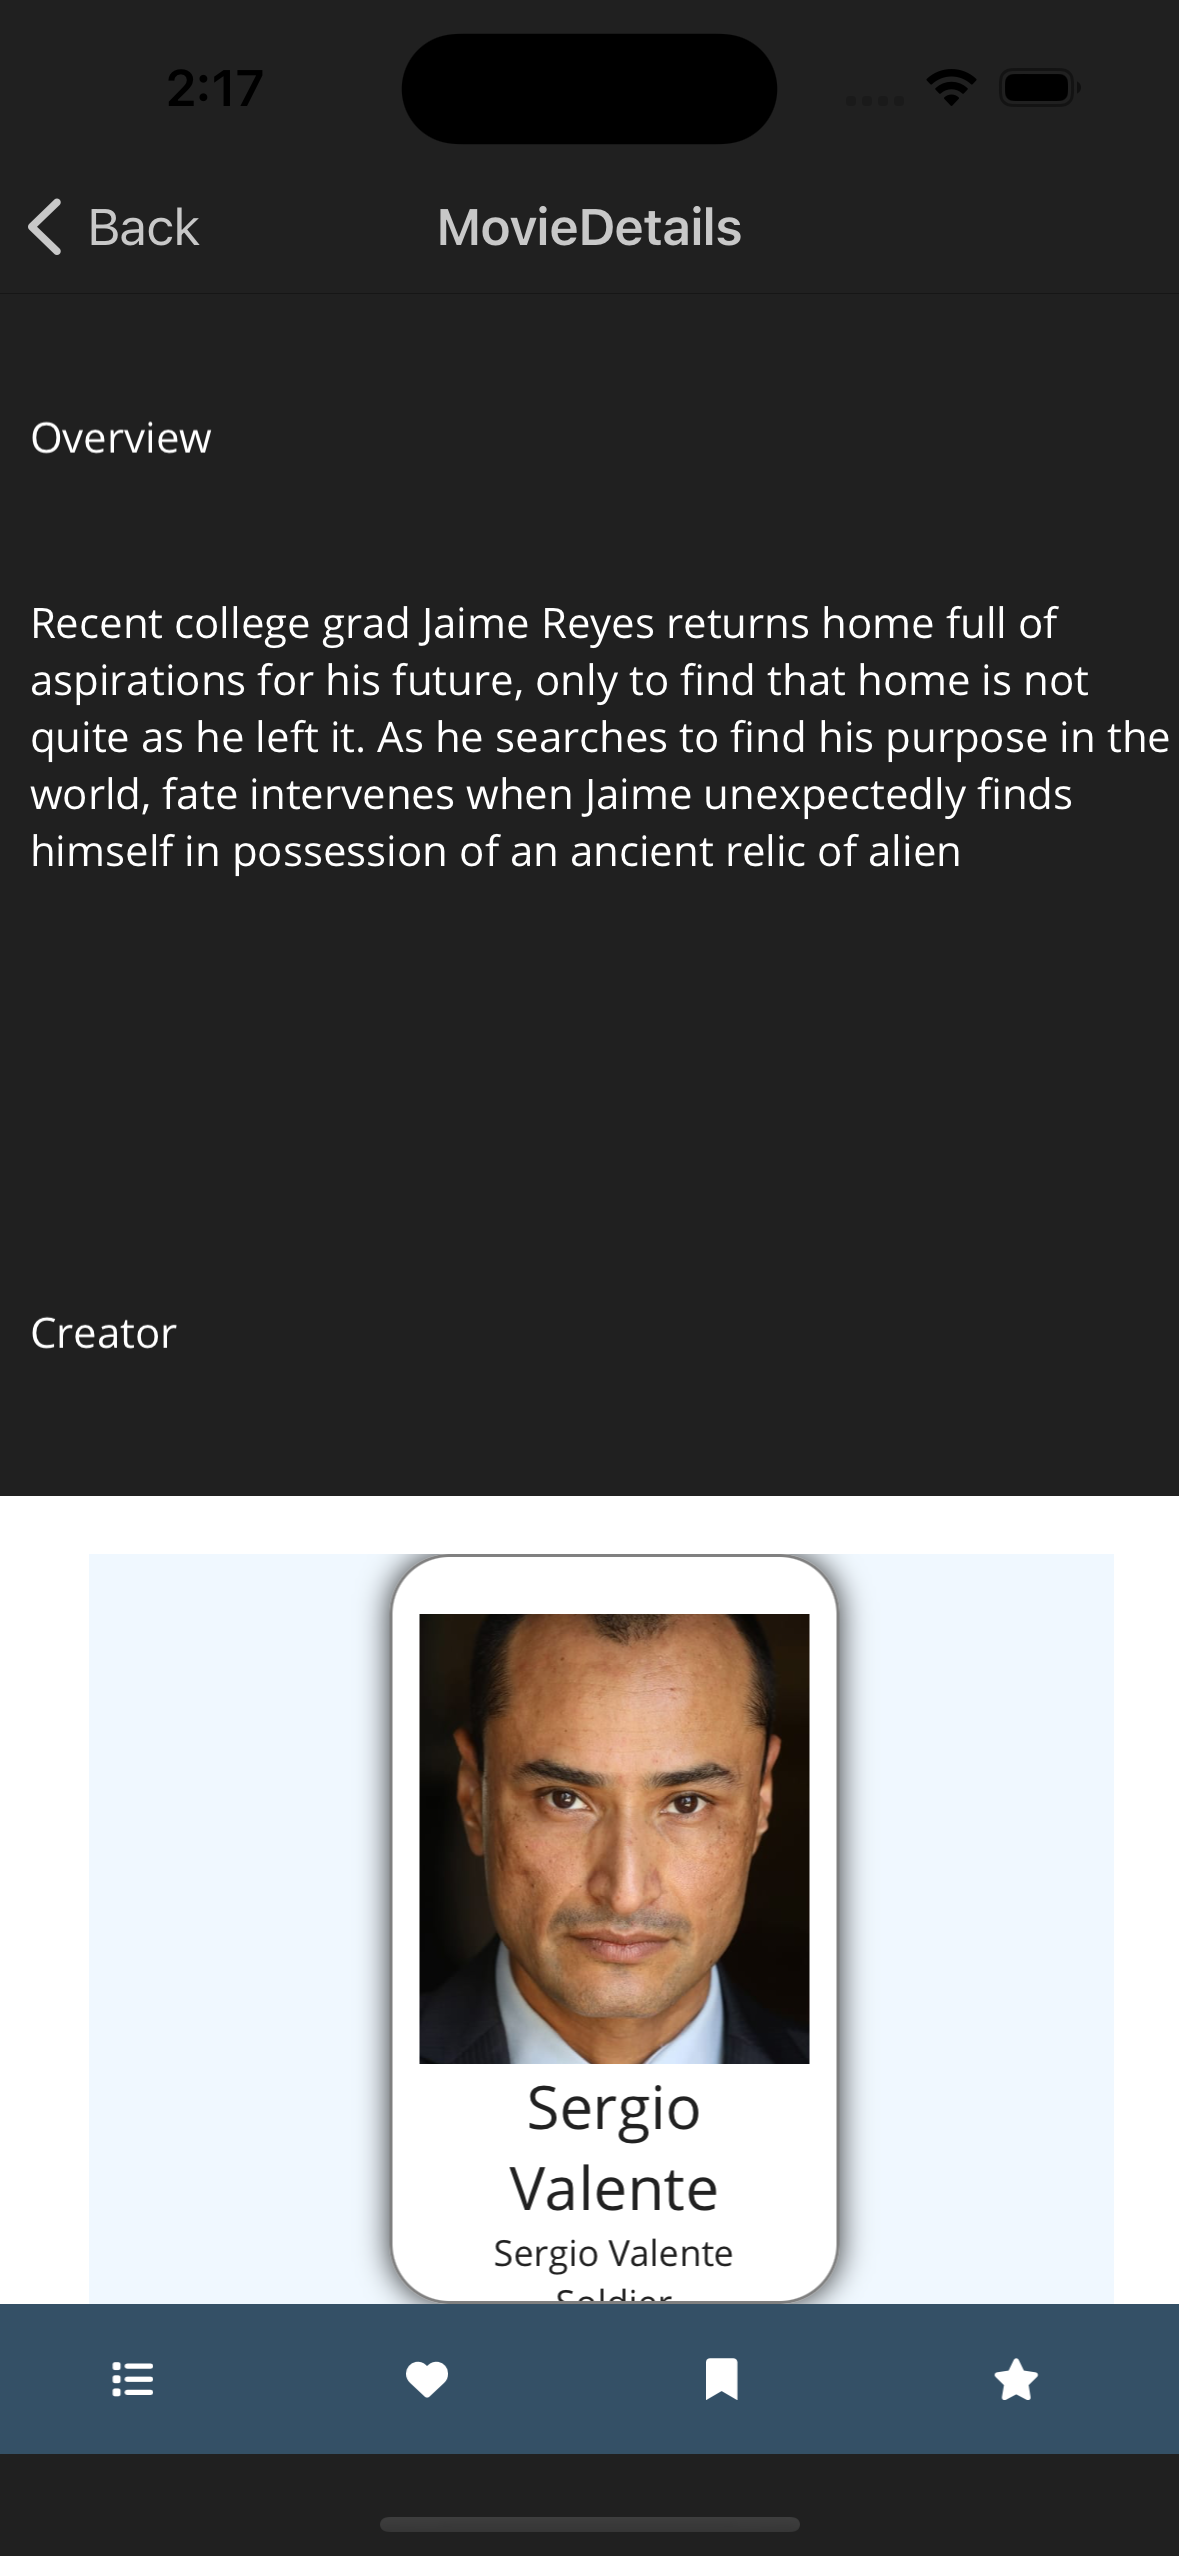 2:17
Back
MovieDetails
Overview
Recent college grad Jaime Reyes returns home full of
aspirations for his future, only to find that home is not
quite as he left it. As he searches to find his purpose in the
world, fate intervenes when Jaime unexpectedly finds
himself in possession of an ancient relic of alien
Creator
Sergio
Valente
Sergio Valente
Soldier